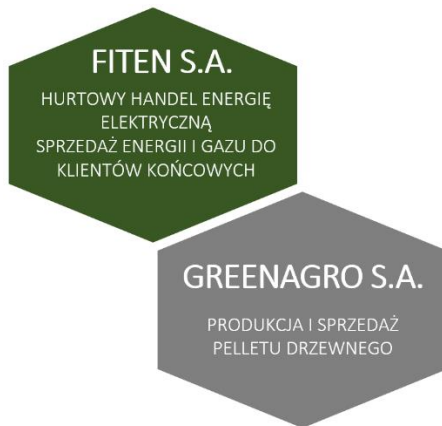 FITEN S.A.
HURTOWY HANDEL ENERGIĘ
ELEKTRYCZNĄ
SPRZEDAŻ ENERGII I GAZU DO
KLIENTÓW KOŃCOWYCH
GREENAGRO S.A.
PRODUKCJA I SPRZEDAŻ
PELLETU DRZEWNEGO